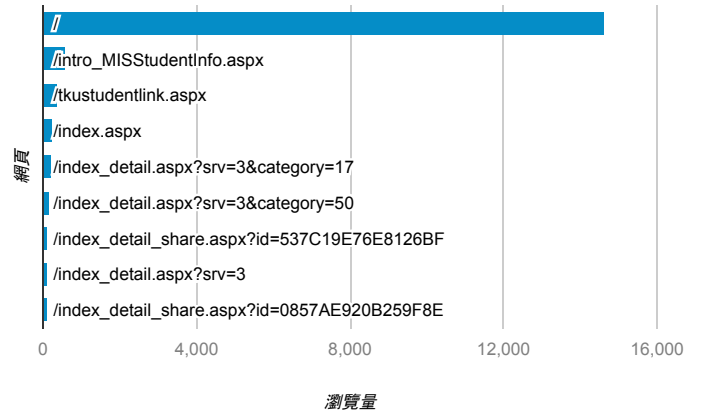 /
/intro_MISStudentInfo.aspx
/tkustudentlink.aspx
/index.aspx
/index_detail.aspx?srv=3&category=17
/index_detail.aspx?srv=3&category=50
/index_detail_share.aspx?id=537C19E76E8126BF
/index_detail.aspx?srv=3
/index_detail_share.aspx?id=0857AE920B259F8E
網頁
0 4,000 8,000 12,000 16,000
瀏覽量